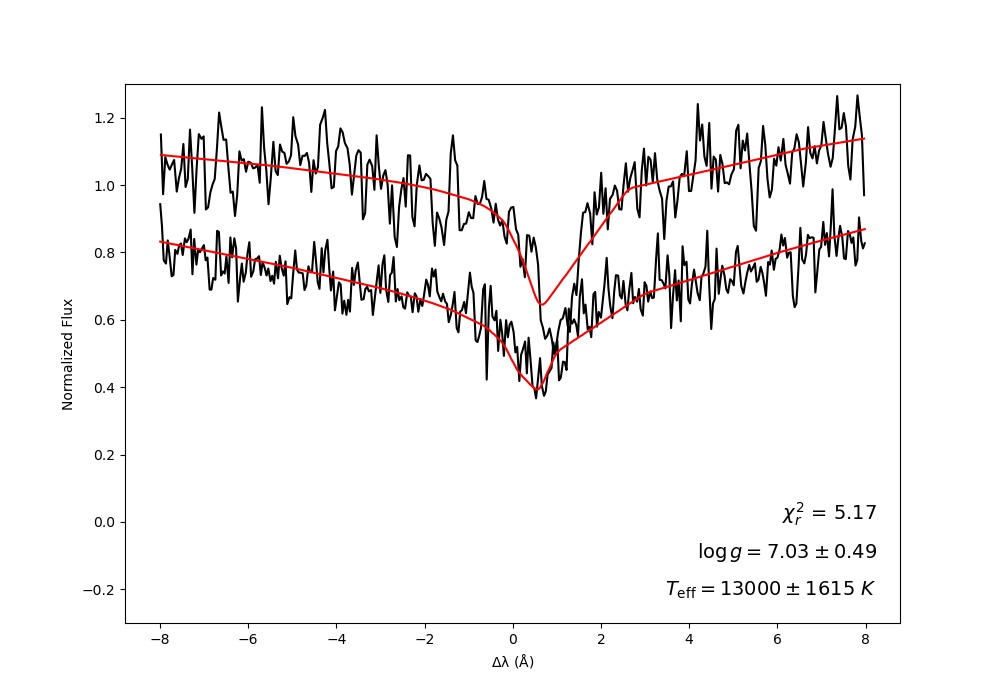 1.2
1.0
0.8
0.6
0.4
0.2
0.0
−0.2
Normalized Flux
χ²ᵣ = 5.17
log g = 7.03 ± 0.49
T_eff = 13000 ± 1615 K
−8 −6 −4 −2 0 2 4 6 8
Δλ (Å)